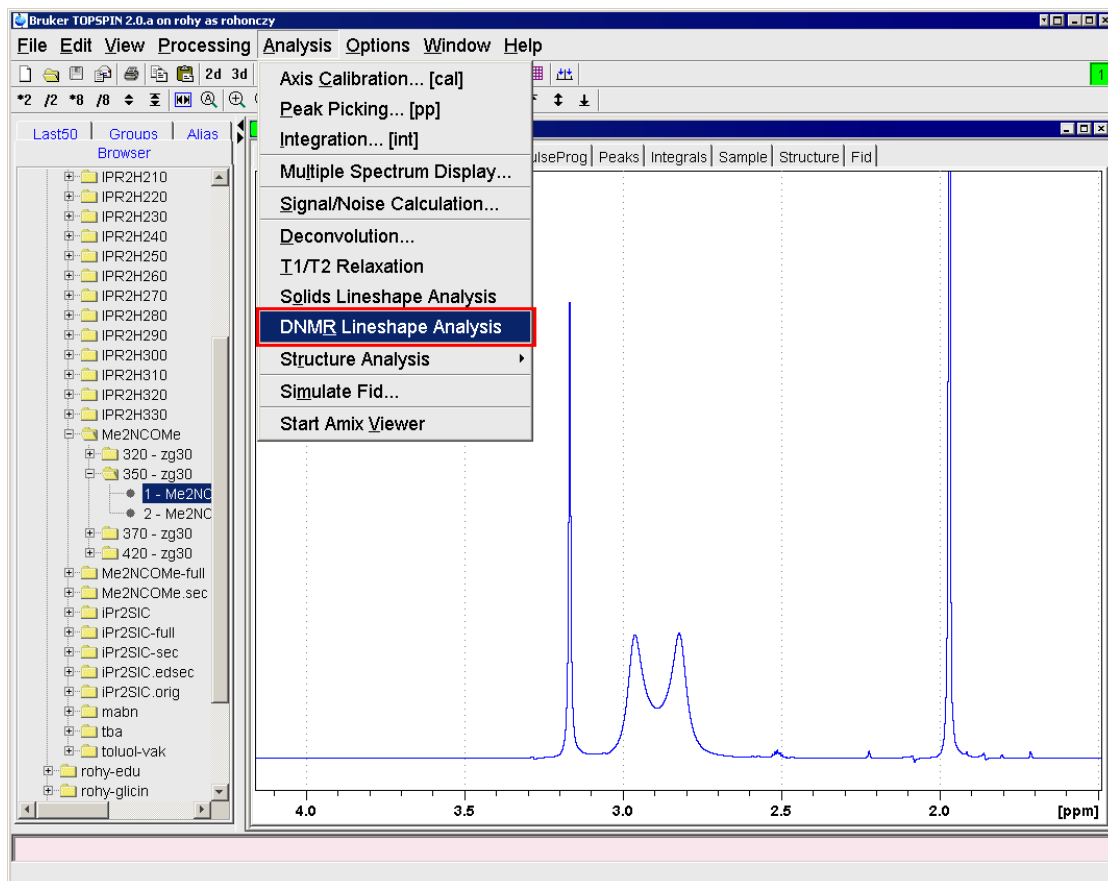 Bruker TOPSPIN 2.0.a on rohy as rohonczy
File Edit View Processing Analysis Options Window Help
2d 3d
1
*2 /2 *8 /8
Axis Calibration... [cal]
Peak Picking... [pp]
Integration... [int]
Multiple Spectrum Display...
Signal/Noise Calculation...
Deconvolution...
T1/T2 Relaxation
Solids Lineshape Analysis
DNMR Lineshape Analysis
Structure Analysis
Simulate Fid...
Start Amix Viewer
Last50 Groups Alias
Browser
IPR2H210
IPR2H220
IPR2H230
IPR2H240
IPR2H250
IPR2H260
IPR2H270
IPR2H280
IPR2H290
IPR2H300
IPR2H310
IPR2H320
IPR2H330
Me2NCOMe
320 - zg30
350 - zg30
1 - Me2NC
2 - Me2NC
370 - zg30
420 - zg30
Me2NCOMe-full
Me2NCOMe.sec
iPr2SIC
iPr2SIC-full
iPr2SIC-sec
iPr2SIC.edsec
iPr2SIC.orig
mabn
tba
toluol-vak
rohy-edu
rohy-glicin
ulseProg Peaks Integrals Sample Structure Fid
4.0 3.5 3.0 2.5 2.0 [ppm]